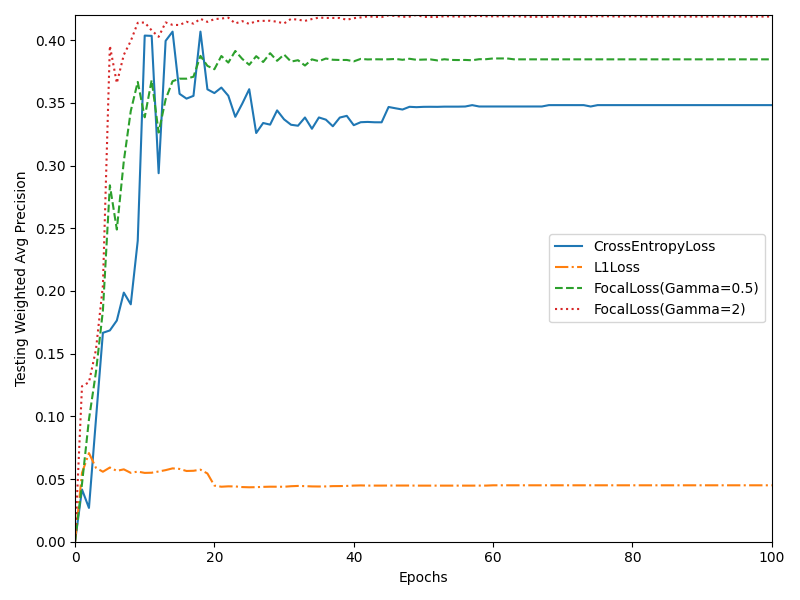 0.40
0.35
0.30
0.25
0.20
0.15
0.10
0.05
0.00
Testing Weighted Avg Precision
CrossEntropyLoss
L1Loss
FocalLoss(Gamma=0.5)
FocalLoss(Gamma=2)
0 20 40 60 80 100
Epochs